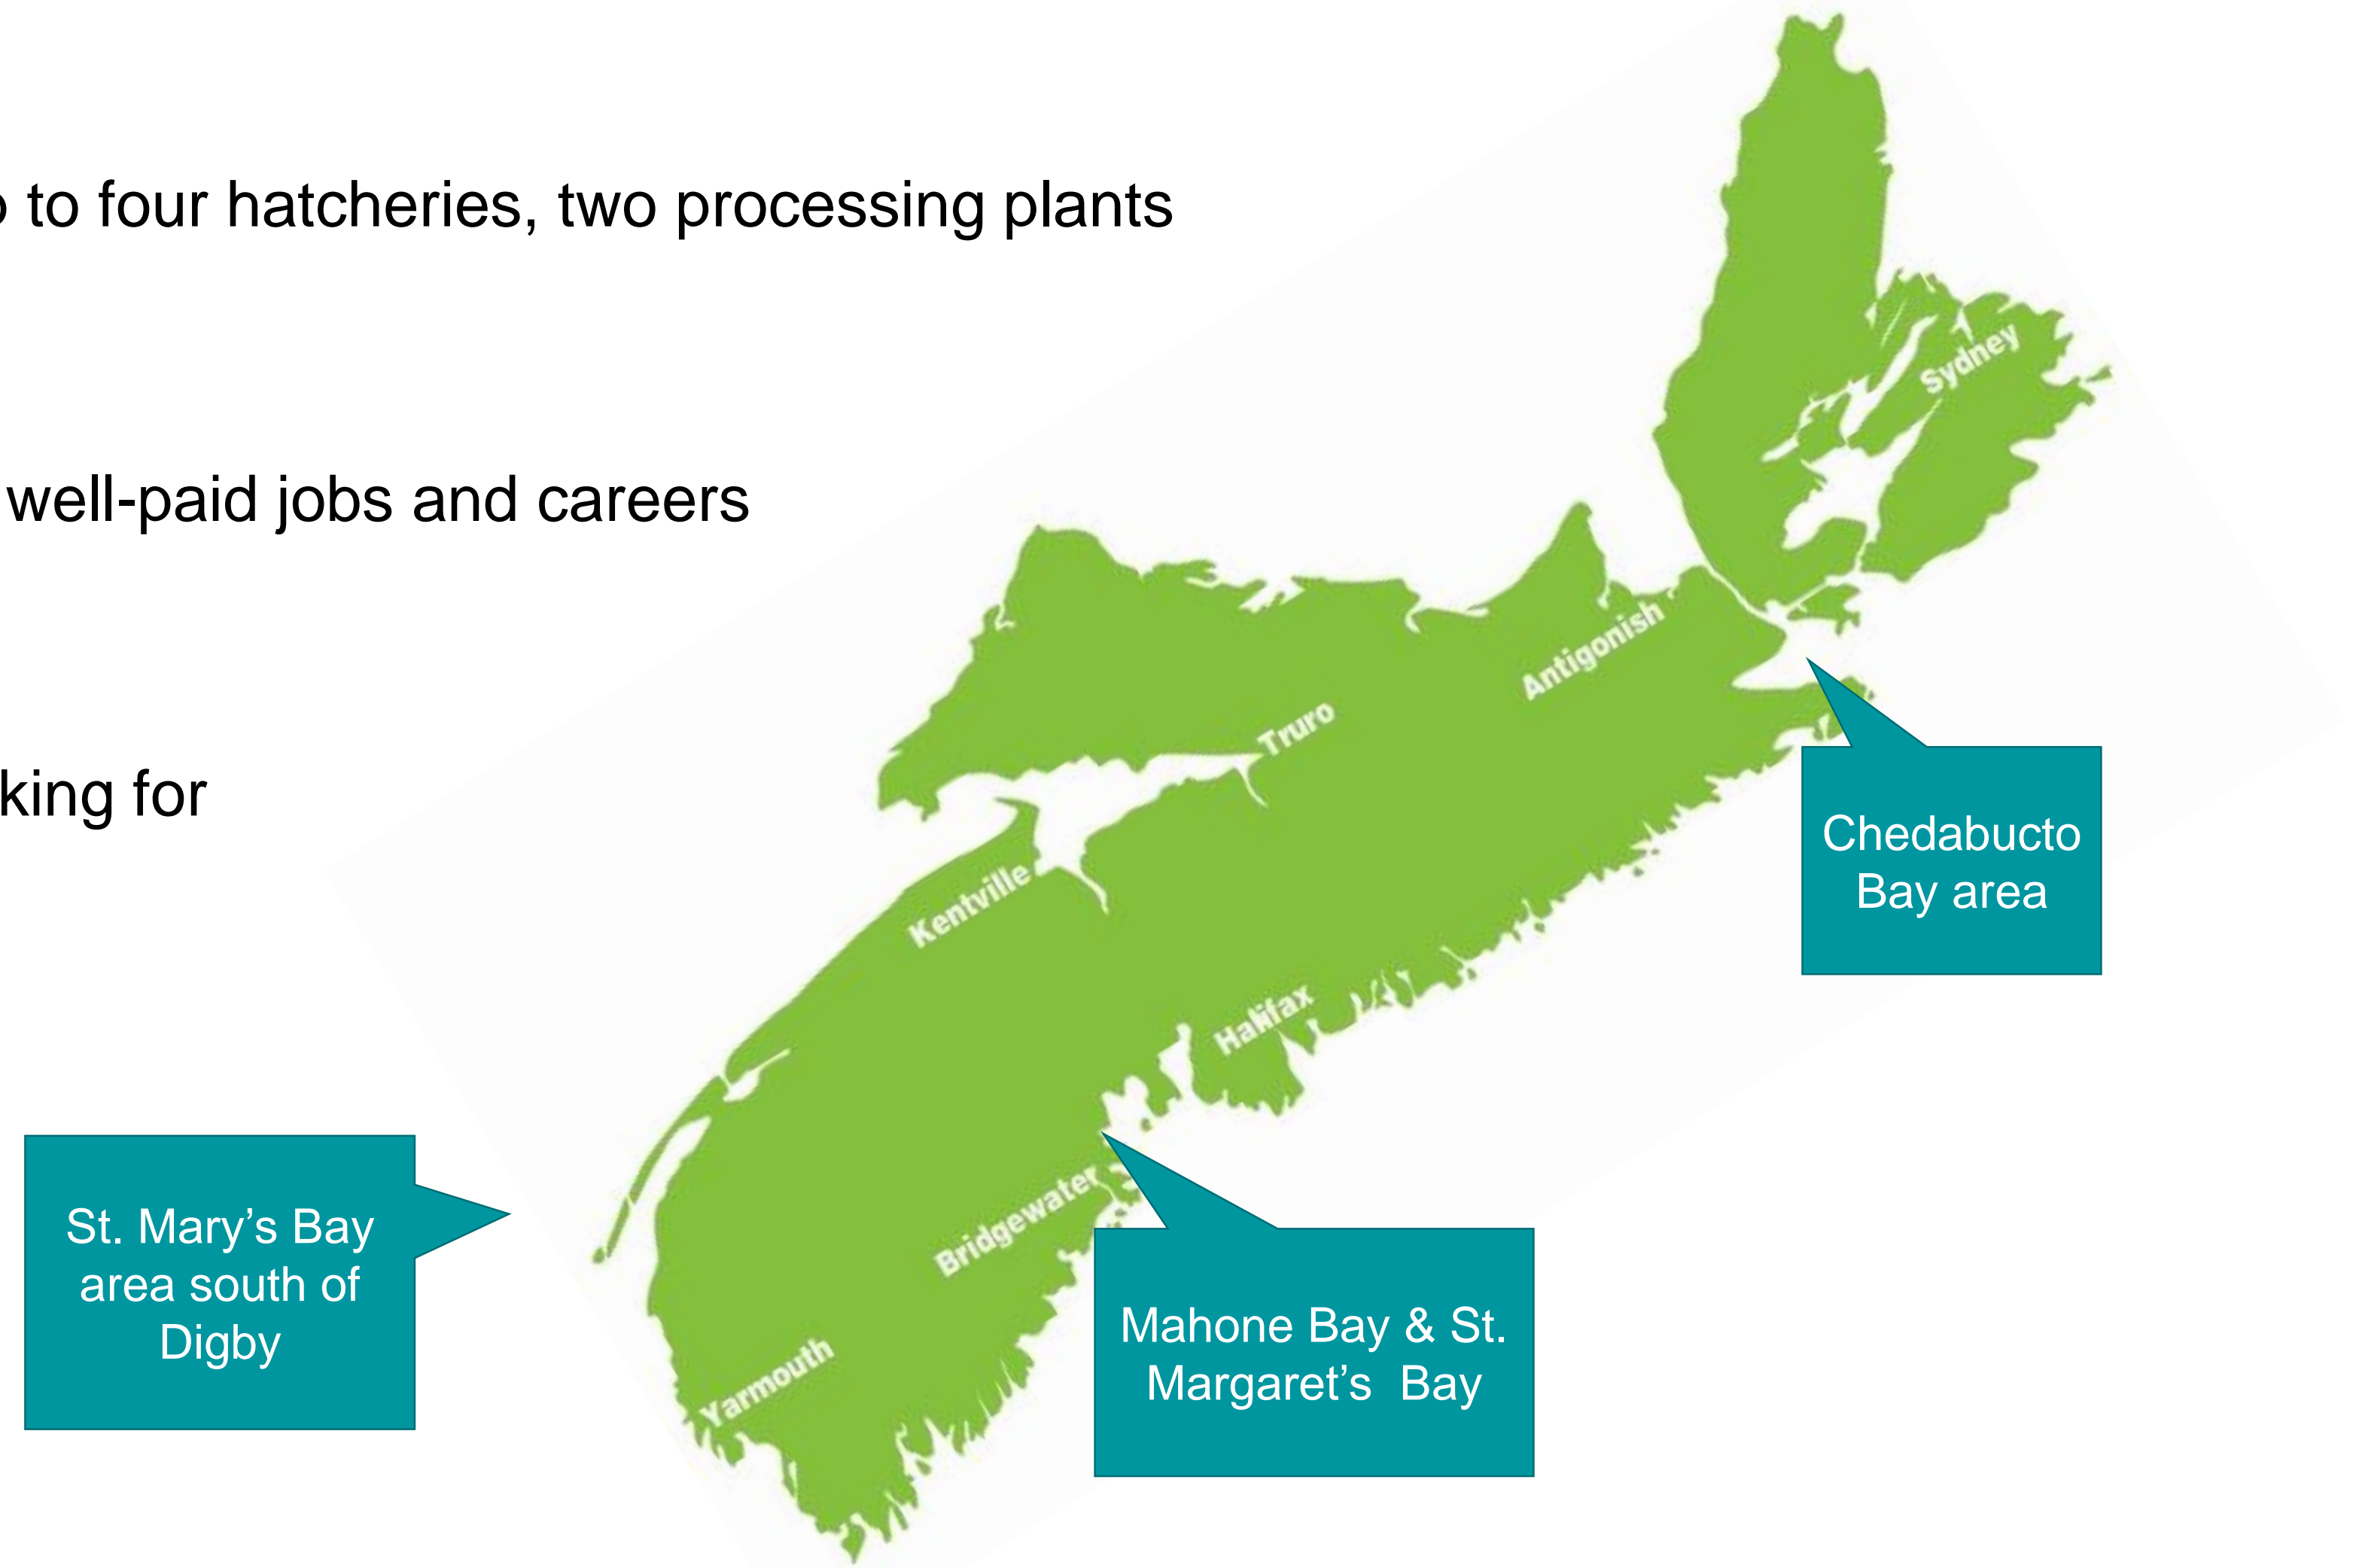 to four hatcheries, two processing plants
well-paid jobs and careers
for
Sydney
Antigonish
Truro
Chedabucto
Bay area
Kentville
Halifax
St. Mary’s Bay
area south of
Digby
Bridgewater
Mahone Bay & St.
Margaret’s Bay
Yarmouth